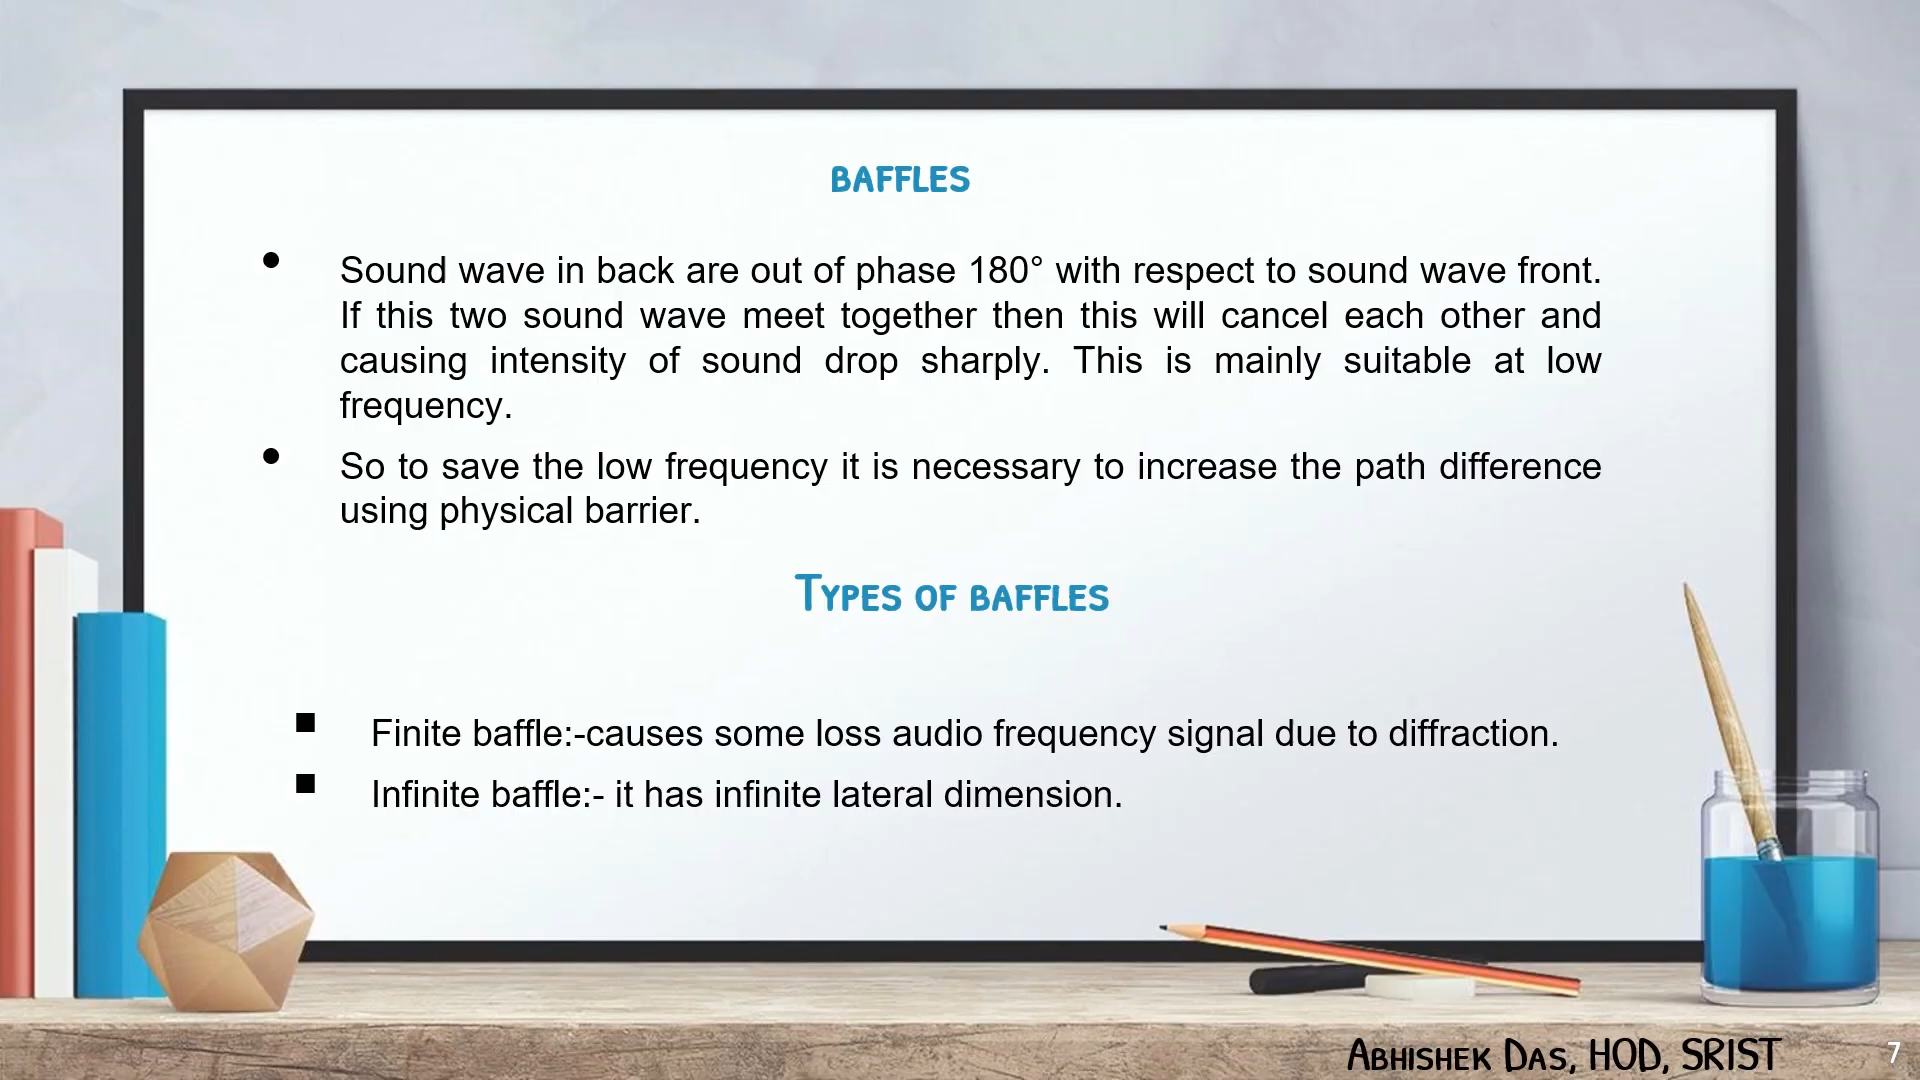 BAFFLES
• Sound wave in back are out of phase 180° with respect to sound wave front.
If this two sound wave meet together then this will cancel each other and
causing intensity of sound drop sharply. This is mainly suitable at low
frequency.
• So to save the low frequency it is necessary to increase the path difference
using physical barrier.
TYPES OF BAFFLES
▪ Finite baffle:-causes some loss audio frequency signal due to diffraction.
▪ Infinite baffle:- it has infinite lateral dimension.
ABHISHEK DAS, HOD, SRIST
7